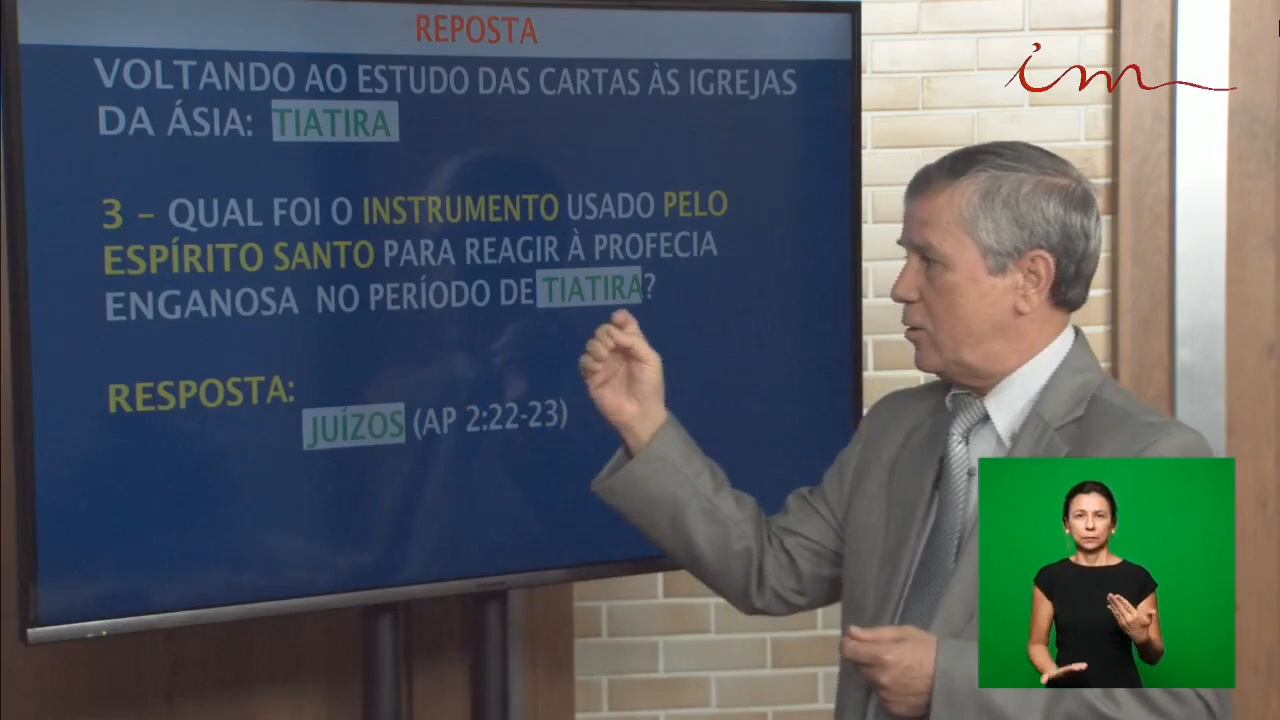 REPOSTA
VOLTANDO AO ESTUDO DAS CARTAS ÀS IGREJAS
DA ÁSIA: TIATIRA
3 – QUAL FOI O INSTRUMENTO USADO PELO
ESPÍRITO SANTO PARA REAGIR À PROFECIA
ENGANOSA NO PERÍODO DE TIATIRA?
RESPOSTA:
JUÍZOS (AP 2:22-23)
im